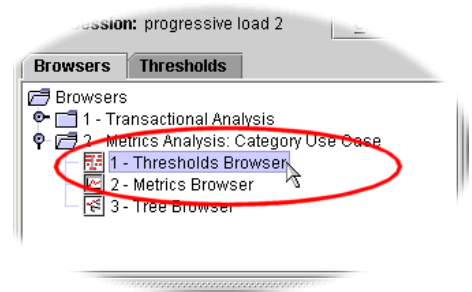 session: progressive load 2
Browsers Thresholds
Browsers
1 - Transactional Analysis
2 - Metrics Analysis: Category Use Case
1 - Thresholds Browser
2 - Metrics Browser
3 - Tree Browser